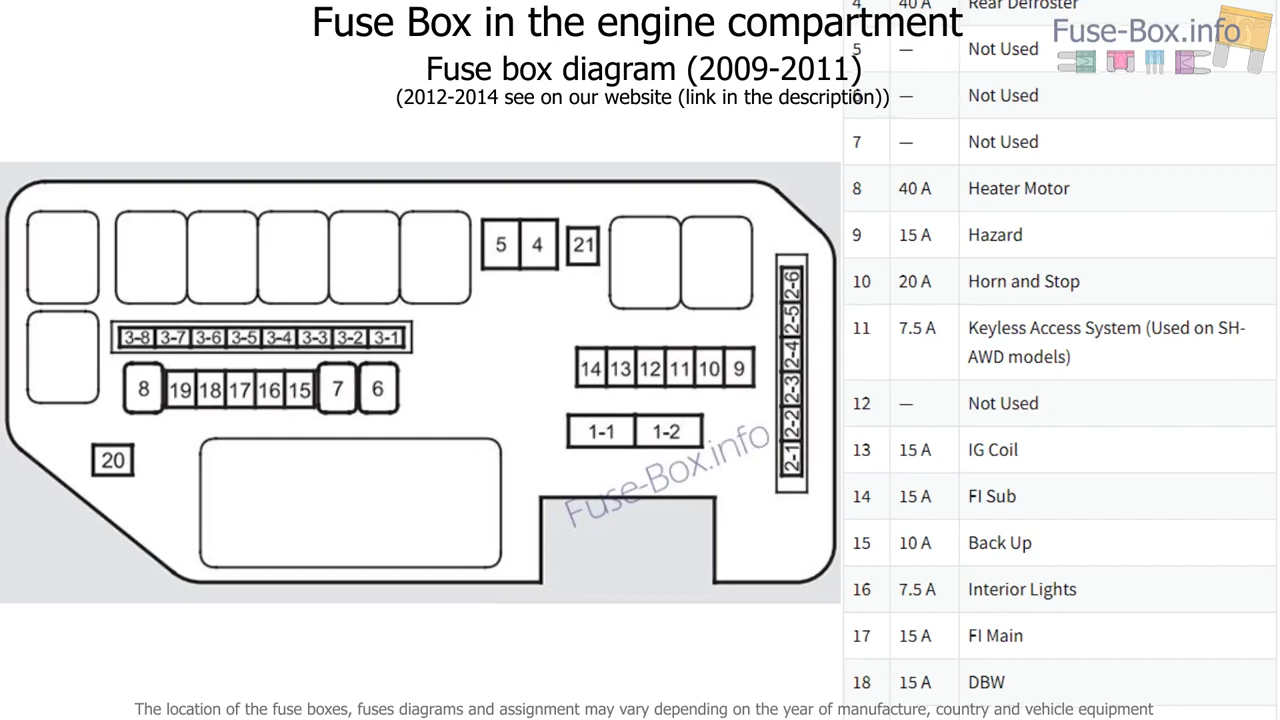 Fuse Box in the engine compartment
Fuse box diagram (2009-2011)
(2012-2014 see on our website (link in the description))
Fuse-Box.info
4 40 A Rear Defroster
5 — Not Used
6 — Not Used
7 — Not Used
8 40 A Heater Motor
9 15 A Hazard
10 20 A Horn and Stop
11 7.5 A Keyless Access System (Used on SH-
AWD models)
12 — Not Used
13 15 A IG Coil
14 15 A FI Sub
15 10 A Back Up
16 7.5 A Interior Lights
17 15 A FI Main
18 15 A DBW
5 4 21
2-6
2-5
2-4
2-3
2-2
2-1
3-8 3-7 3-6 3-5 3-4 3-3 3-2 3-1
14 13 12 11 10 9
8 19 18 17 16 15 7 6
1-1 1-2
20
Fuse-Box.info
The location of the fuse boxes, fuses diagrams and assignment may vary depending on the year of manufacture, country and vehicle equipment